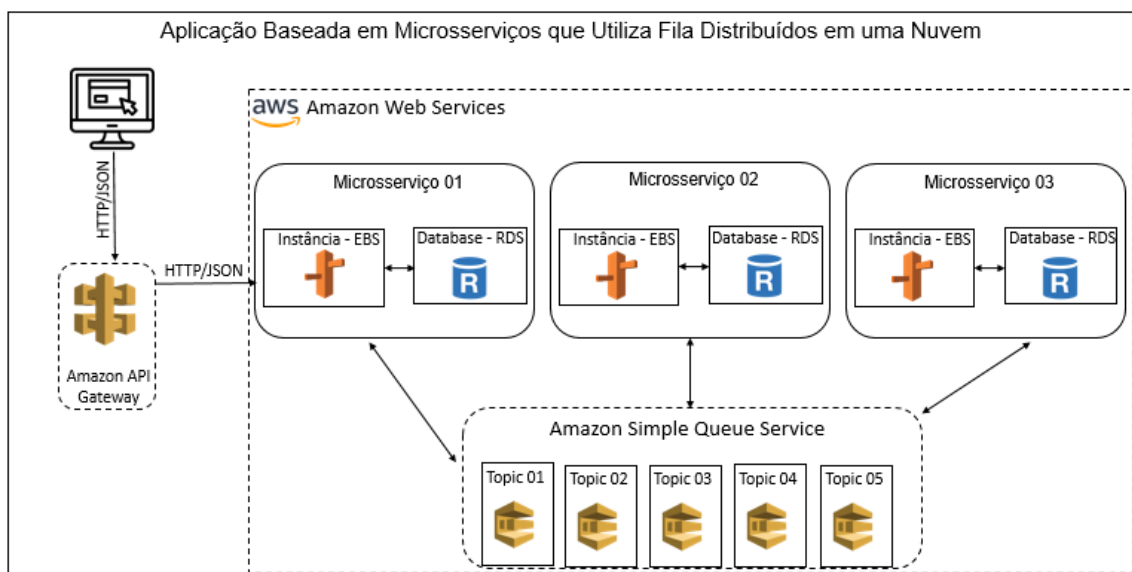 Aplicação Baseada em Microsserviços que Utiliza Fila Distribuídos em uma Nuvem
aws Amazon Web Services
HTTP/JSON
HTTP/JSON
Amazon API
Gateway
Microsserviço 01
Instância - EBS
Database - RDS
R
Microsserviço 02
Instância - EBS
Database - RDS
R
Microsserviço 03
Instância - EBS
Database - RDS
R
Amazon Simple Queue Service
Topic 01
Topic 02
Topic 03
Topic 04
Topic 05